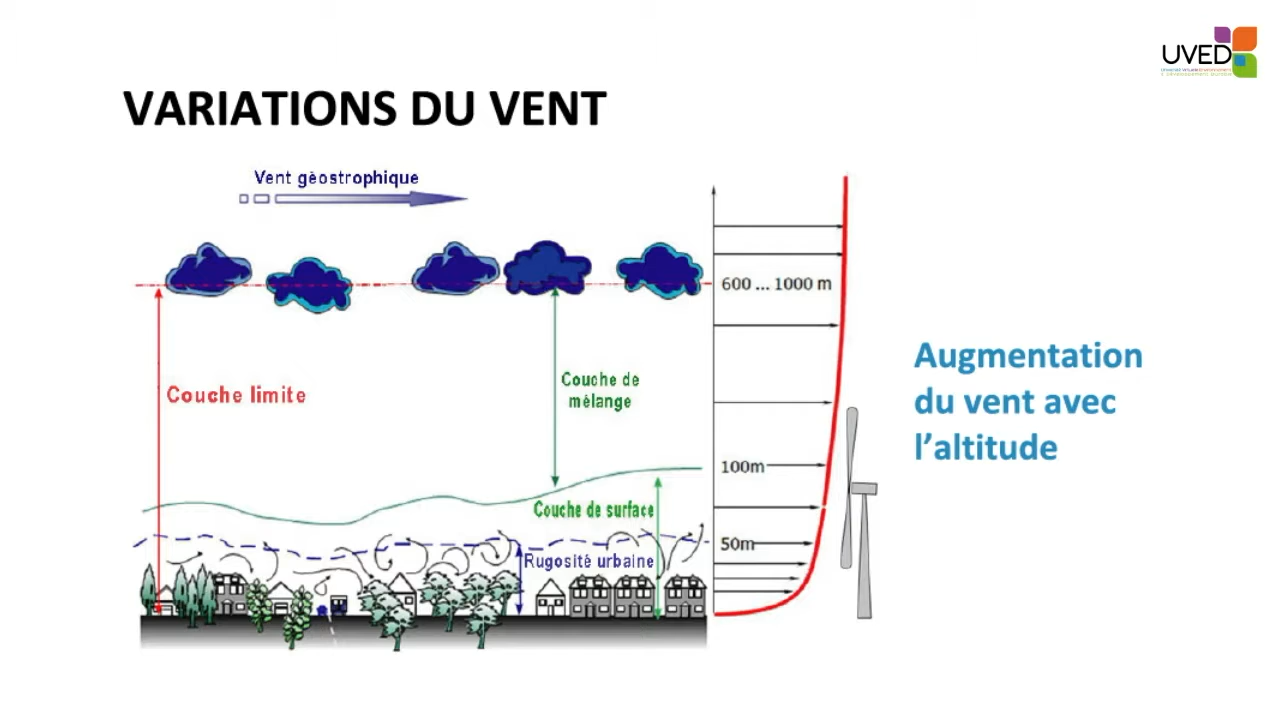 UVED
VARIATIONS DU VENT
Vent géostrophique
600 ... 1000 m
Couche limite
Couche de
mélange
Augmentation
du vent avec
l’altitude
100m
Couche de surface
50m
Rugosité urbaine